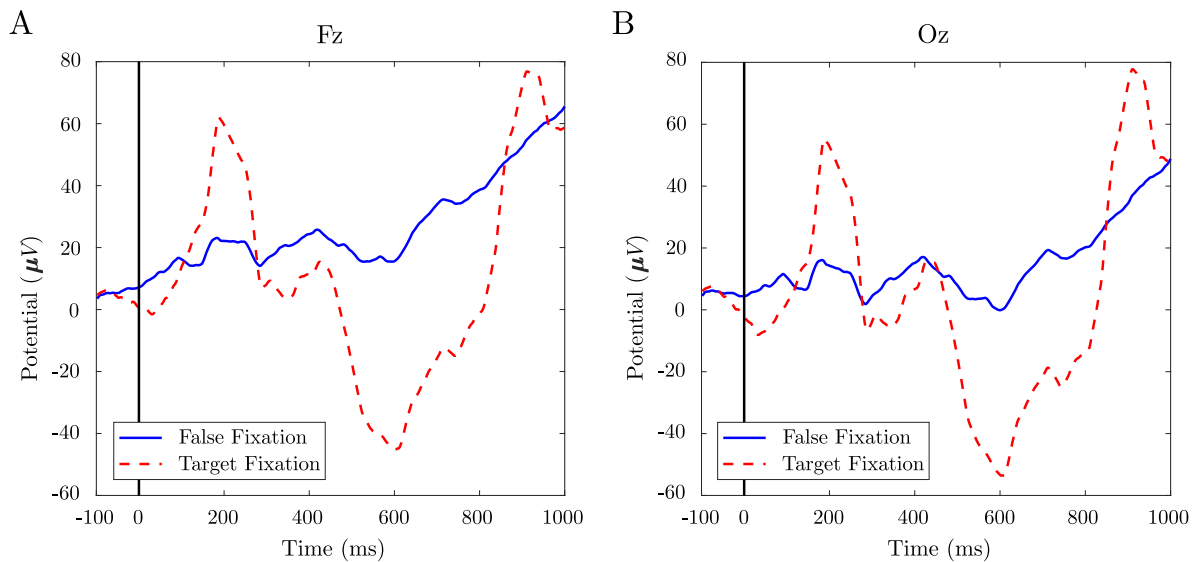 A
Fz
80
60
40
20
0
-20
-40
-60
Potential (μV)
-100 0 200 400 600 800 1000
Time (ms)
False Fixation
Target Fixation
B
Oz
80
60
40
20
0
-20
-40
-60
Potential (μV)
-100 0 200 400 600 800 1000
Time (ms)
False Fixation
Target Fixation